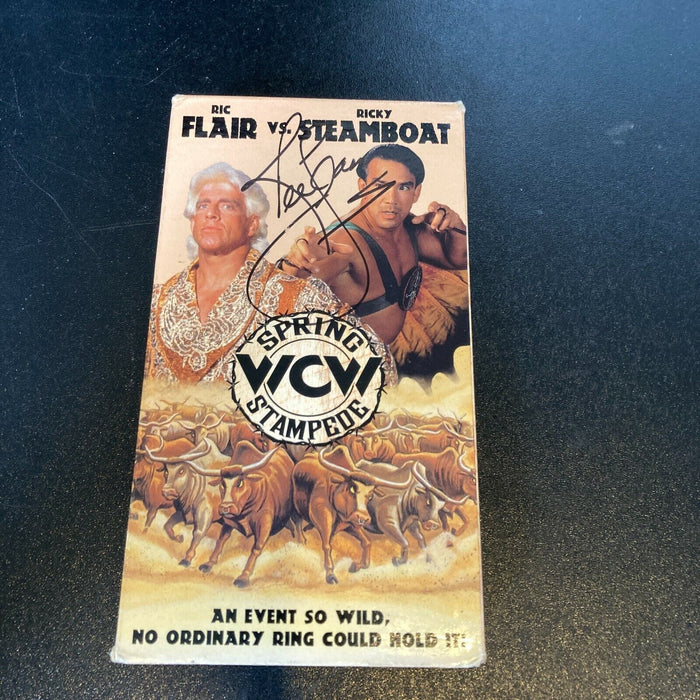 RIC RICKY
FLAIR VS. STEAMBOAT
SPRING
WCW
STAMPEDE
AN EVENT SO WILD,
NO ORDINARY RING COULD HOLD IT!